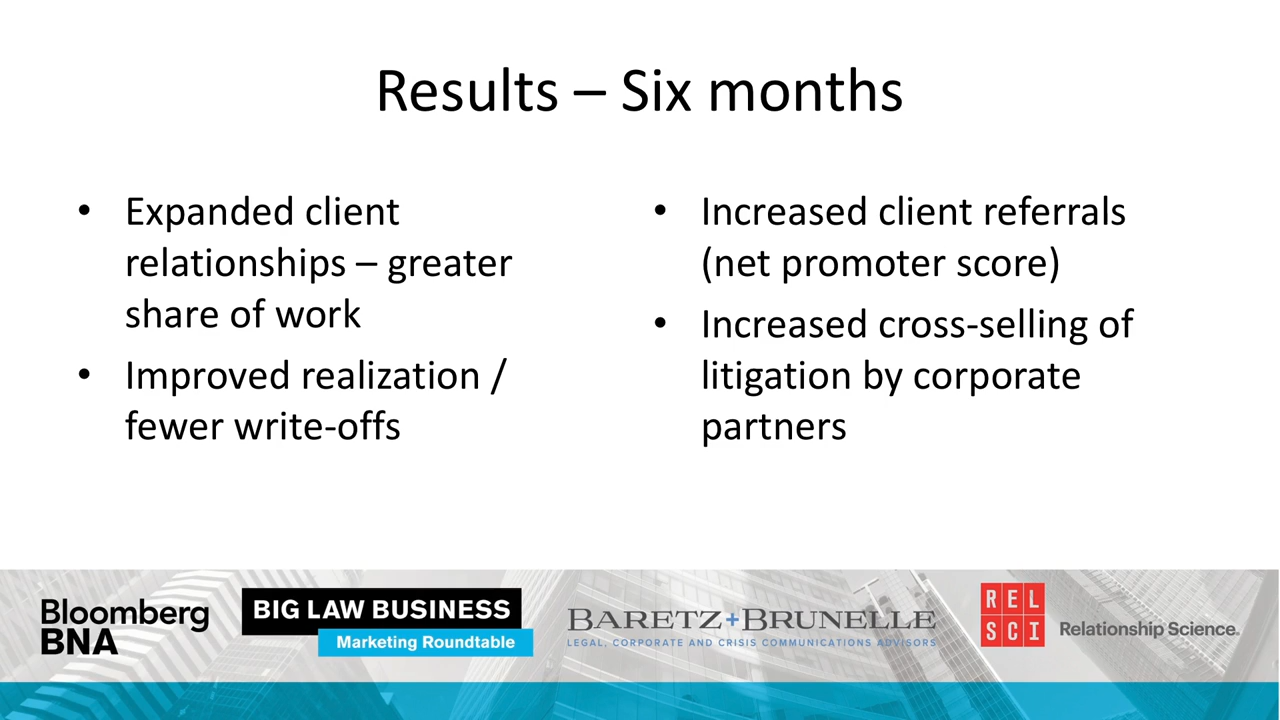 Results – Six months
• Expanded client
relationships – greater
share of work
• Improved realization /
fewer write-offs
• Increased client referrals
(net promoter score)
• Increased cross-selling of
litigation by corporate
partners
Bloomberg
BNA
BIG LAW BUSINESS
Marketing Roundtable
BARETZ+BRUNELLE
LEGAL, CORPORATE AND CRISIS COMMUNICATIONS ADVISORS
REL
SCI
Relationship Science.